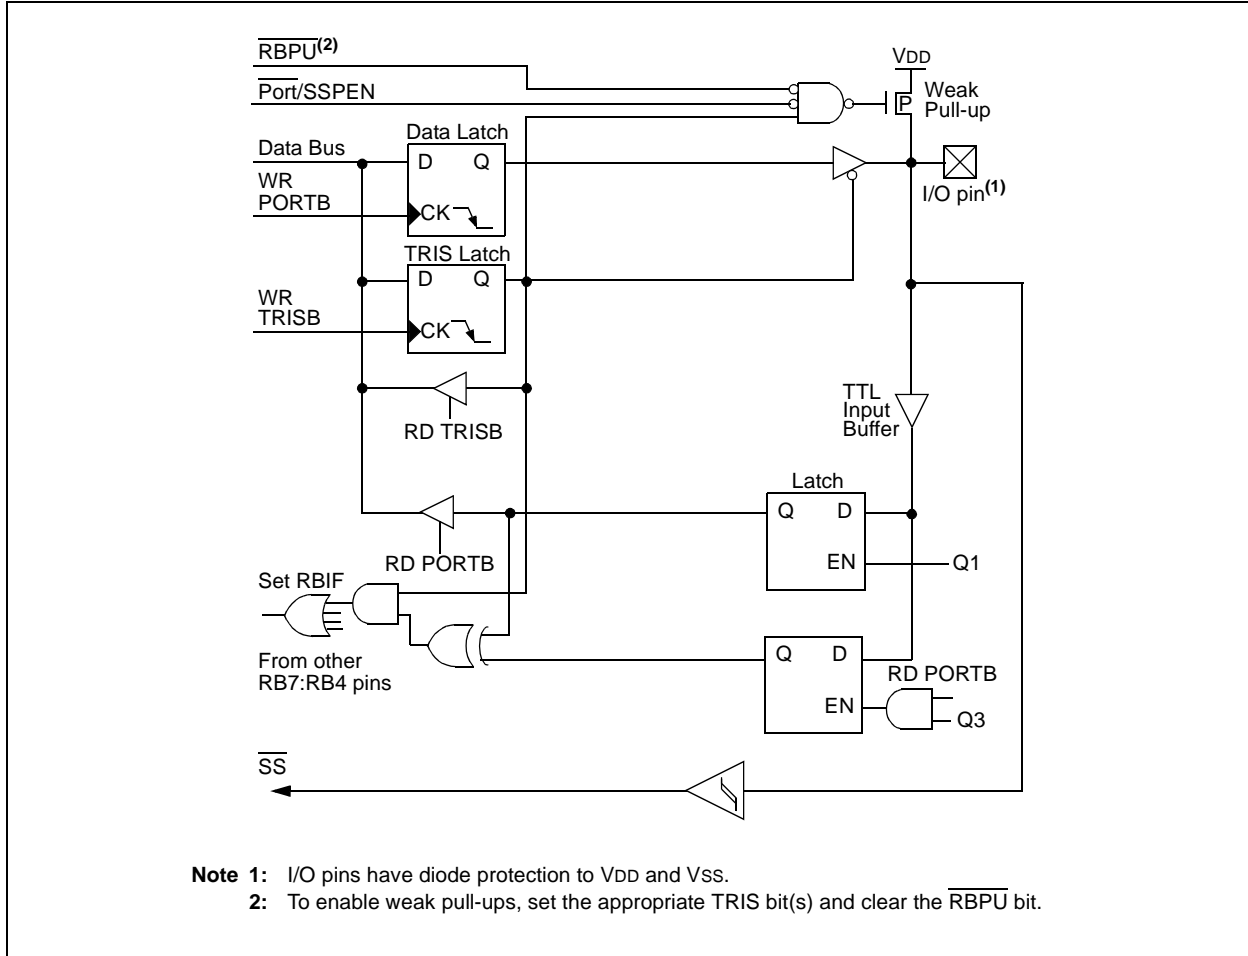 RBPU(2)
VDD
Port/SSPEN
Weak
Pull-up
P
Data Latch
Data Bus
D Q
WR
PORTB
CK
I/O pin(1)
TRIS Latch
D Q
WR
TRISB
CK
TTL
Input
Buffer
RD TRISB
Latch
Q D
EN
Q1
RD PORTB
Set RBIF
Q D
RD PORTB
From other
RB7:RB4 pins
EN
Q3
SS
Note 1: I/O pins have diode protection to VDD and VSS.
2: To enable weak pull-ups, set the appropriate TRIS bit(s) and clear the RBPU bit.